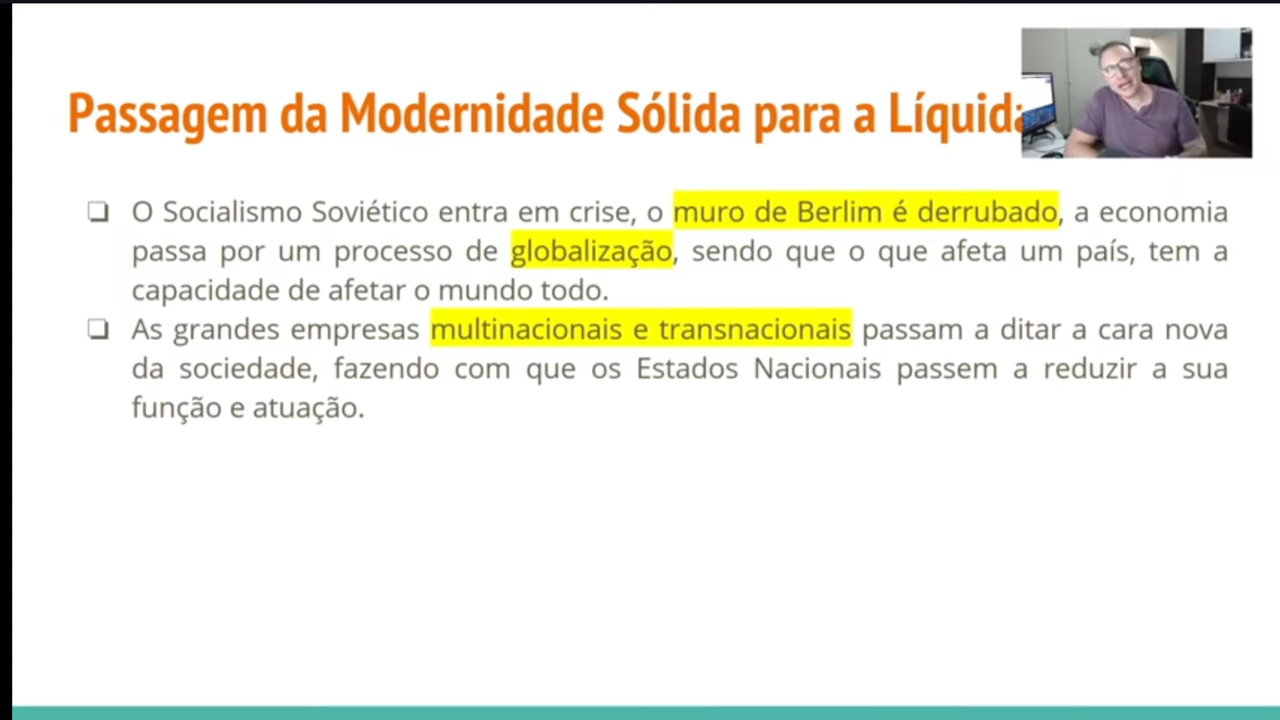 Passagem da Modernidade Sólida para a Líquida
❑ O Socialismo Soviético entra em crise, o muro de Berlim é derrubado, a economia
passa por um processo de globalização, sendo que o que afeta um país, tem a
capacidade de afetar o mundo todo.
❑ As grandes empresas multinacionais e transnacionais passam a ditar a cara nova
da sociedade, fazendo com que os Estados Nacionais passem a reduzir a sua
função e atuação.